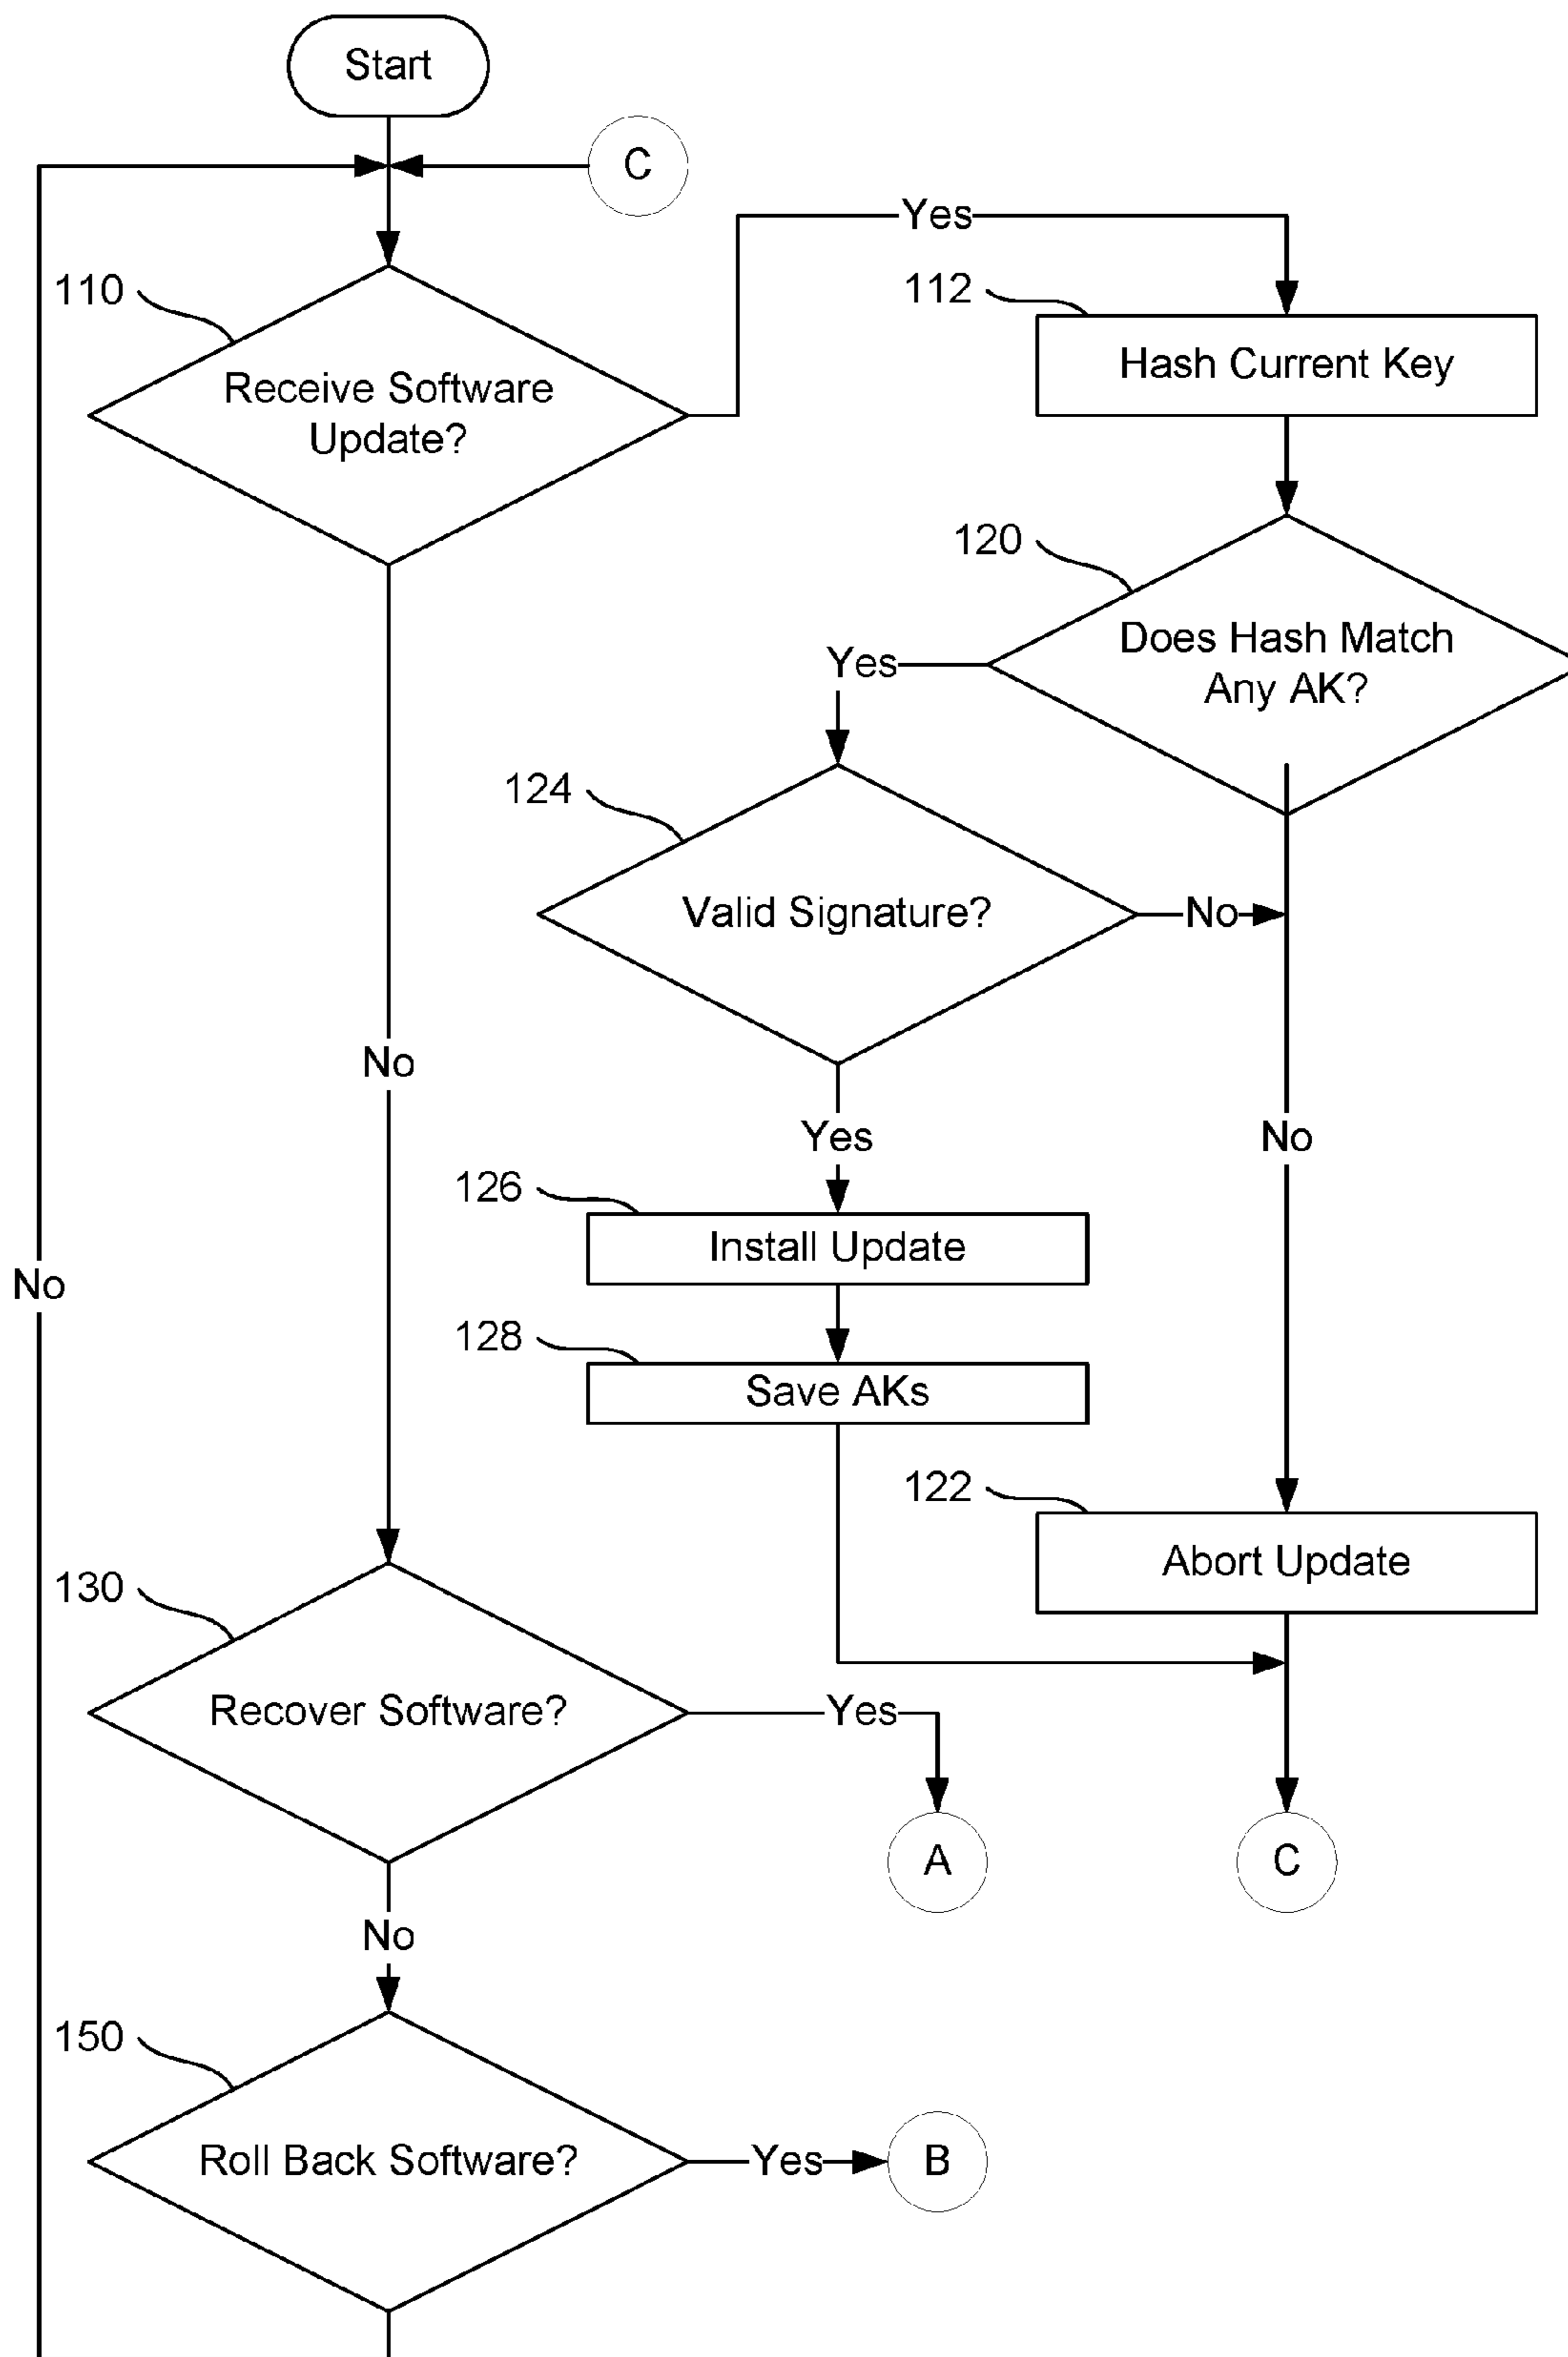 Start
C
Yes
110
112
Receive Software
Update?
Hash Current Key
120
Does Hash Match
Any AK?
Yes
124
Valid Signature?
No
No
Yes
No
126
Install Update
No
128
Save AKs
122
Abort Update
130
Recover Software?
Yes
A
C
No
150
Roll Back Software?
Yes
B